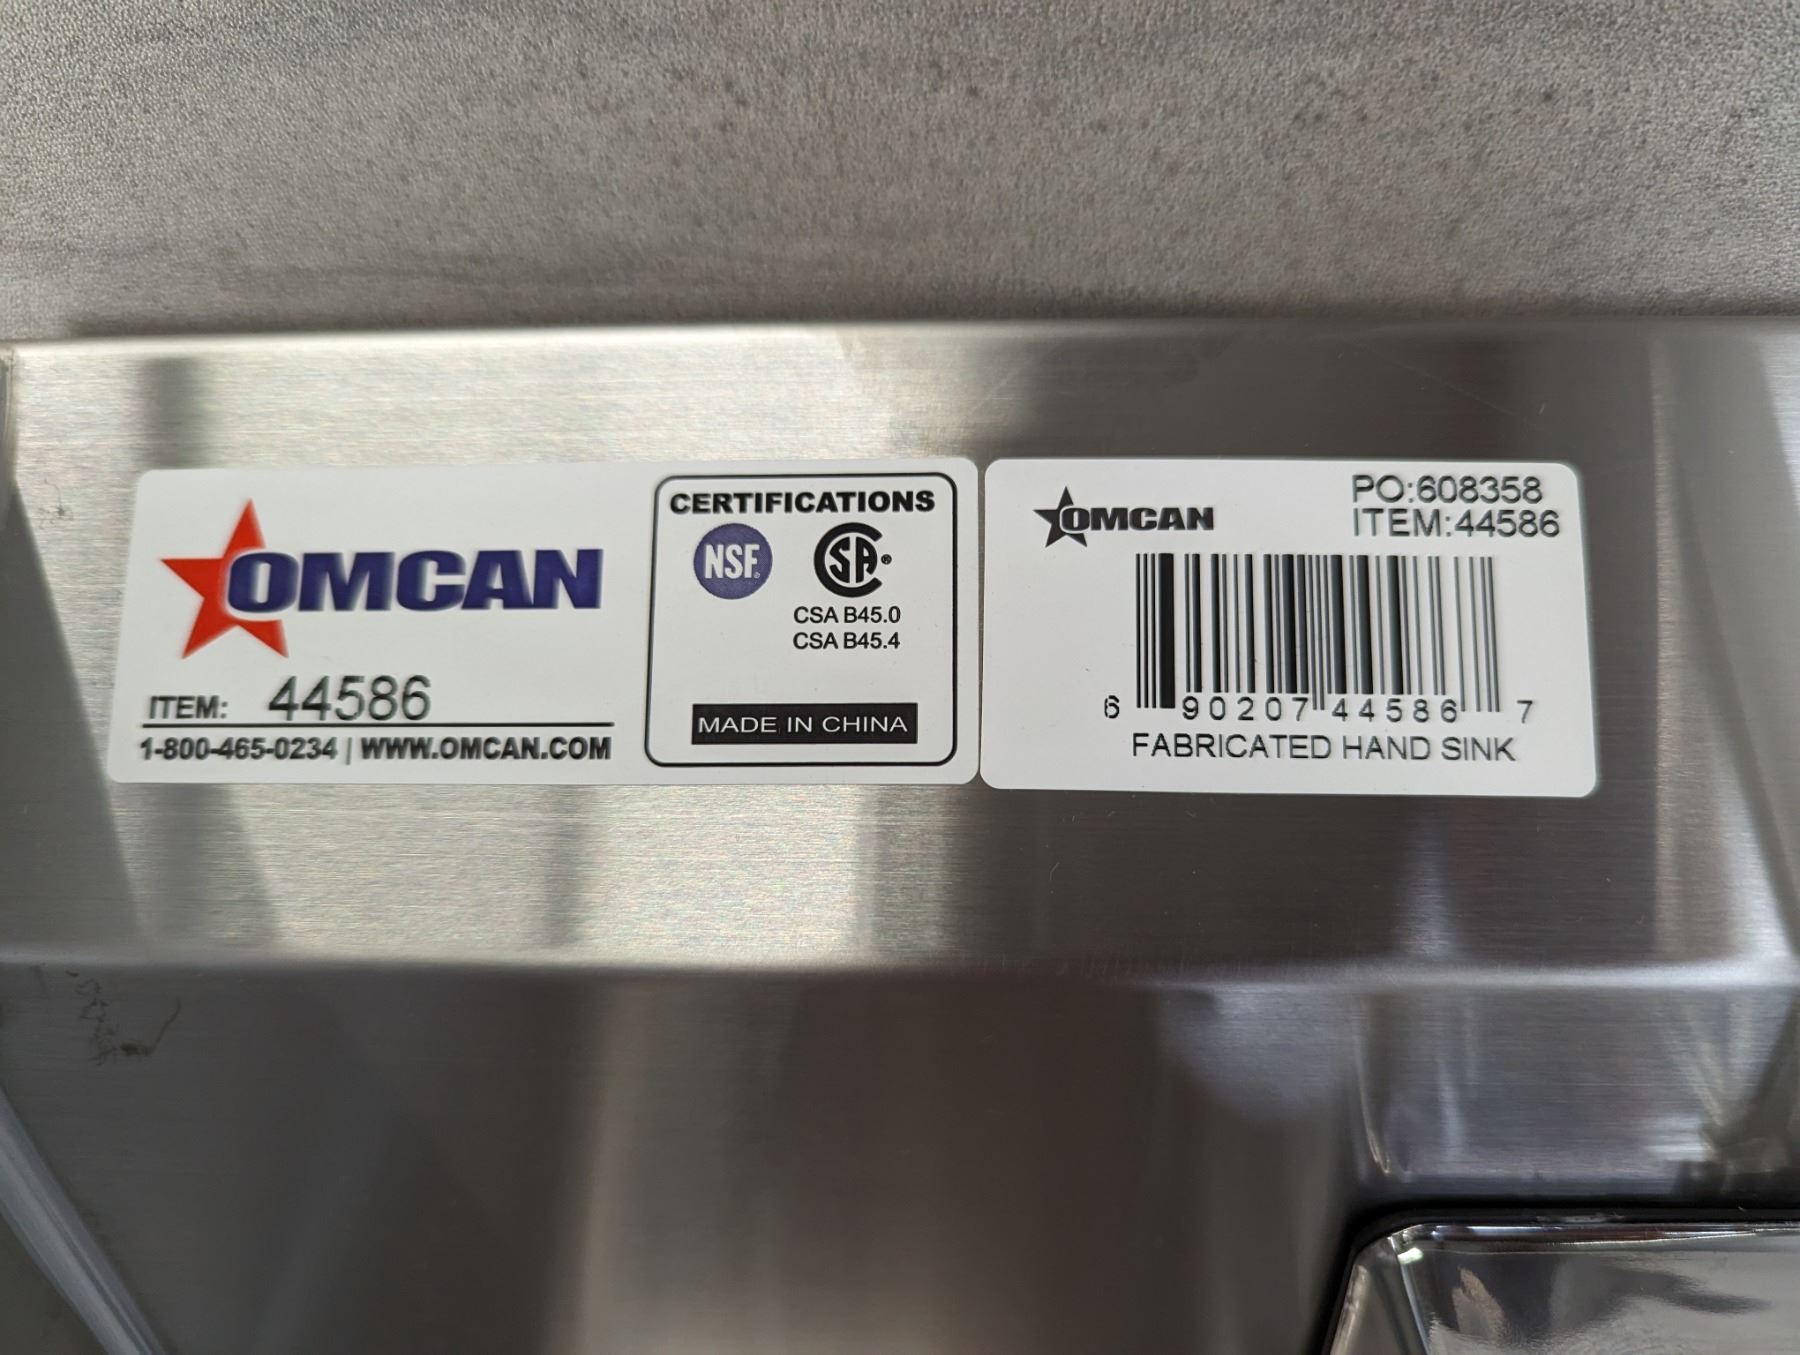 OMCAN
ITEM: 44586
1-800-465-0234 | WWW.OMCAN.COM
CERTIFICATIONS
NSF®
CSA®
CSA B45.0
CSA B45.4
MADE IN CHINA
OMCAN
PO:608358
ITEM:44586
6 90207 44586 7
FABRICATED HAND SINK